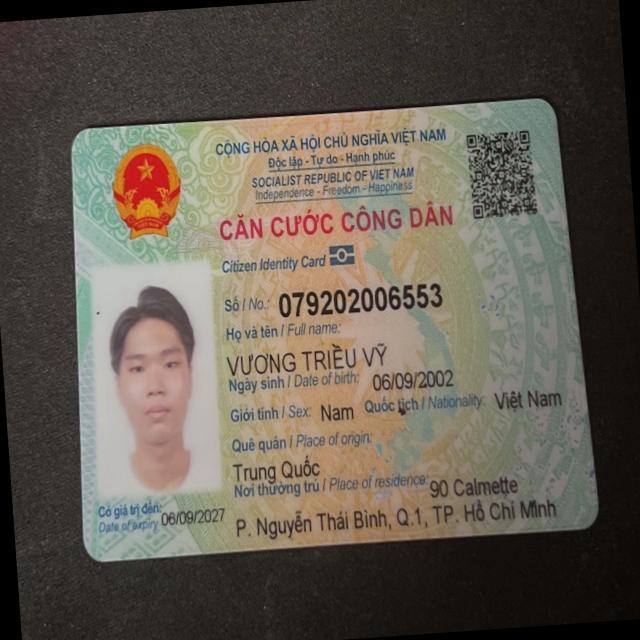 CỘNG HÒA XÃ HỘI CHỦ NGHĨA VIỆT NAM
Độc lập - Tự do - Hạnh phúc
SOCIALIST REPUBLIC OF VIET NAM
Independence - Freedom - Happiness
CĂN CƯỚC CÔNG DÂN
Citizen Identity Card
Số / No.: 079202006553
Họ và tên / Full name:
VƯƠNG TRIỀU VỸ
Ngày sinh / Date of birth: 06/09/2002
Giới tính / Sex: Nam Quốc tịch / Nationality: Việt Nam
Quê quán / Place of origin:
Trung Quốc
Nơi thường trú / Place of residence: 90 Calmette
P. Nguyễn Thái Bình, Q.1, TP. Hồ Chí Minh
Có giá trị đến: 06/09/2027
Date of expiry